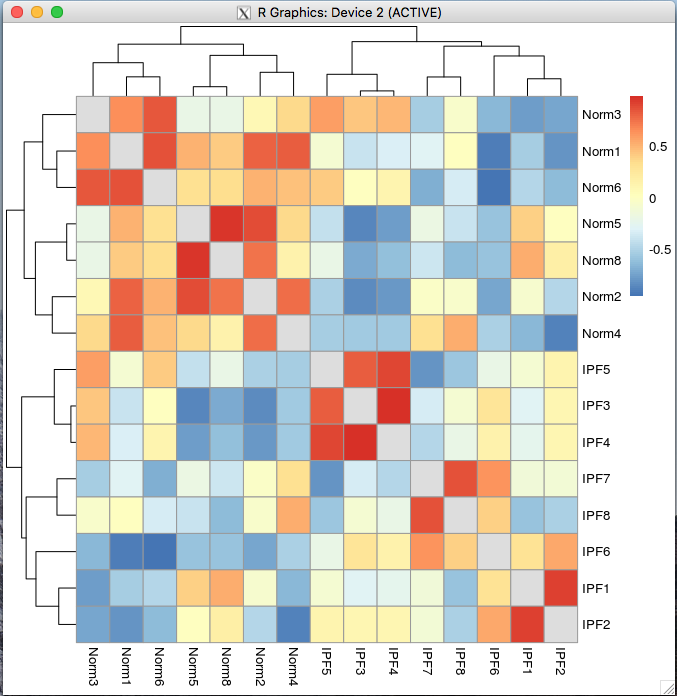 R Graphics: Device 2 (ACTIVE)
Norm3
Norm1
Norm6
Norm5
Norm8
Norm2
Norm4
IPF5
IPF3
IPF4
IPF7
IPF8
IPF6
IPF1
IPF2
0.5
0
-0.5
Norm3
Norm1
Norm6
Norm5
Norm8
Norm2
Norm4
IPF5
IPF3
IPF4
IPF7
IPF8
IPF6
IPF1
IPF2